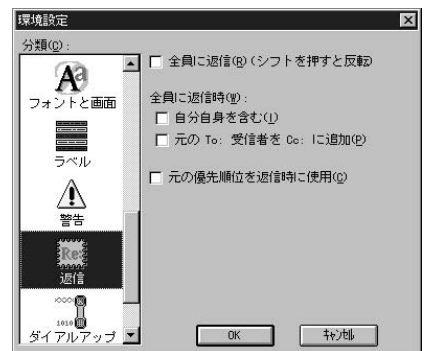 環境設定
分類(O):
フォントと画面
ラベル
警告
Re:
返信
ダイアルアップ
全員に返信(R)(シフトを押すと反転)
全員に返信時(W):
自分自身を含む(I)
元の To: 受信者を Cc: に追加(P)
元の優先順位を返信時に使用(C)
OK
キャンセル